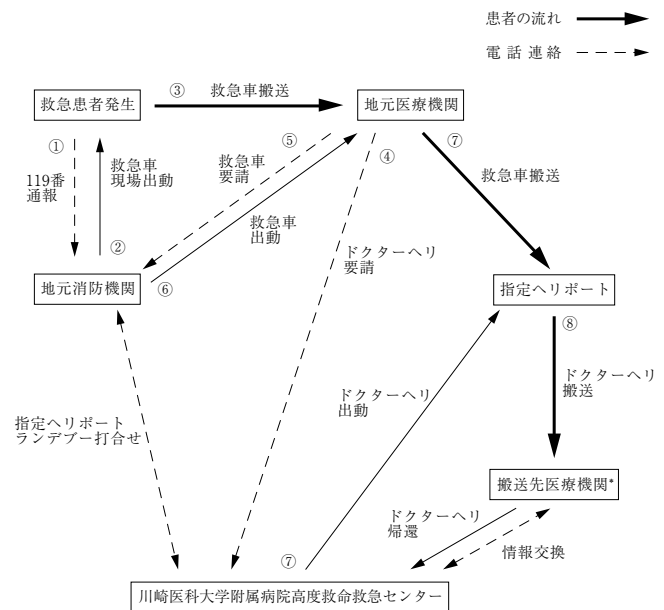 患者の流れ
電話連絡
③
救急車搬送
救急患者発生
地元医療機関
①
119番
通報
救急車
現場出動
②
⑤
救急車
要請
④
救急車
出動
⑦
救急車搬送
ドクターヘリ
要請
地元消防機関
⑥
指定ヘリポート
⑧
ドクターヘリ
搬送
ドクターヘリ
出動
指定ヘリポート
ランデブー打合せ
搬送先医療機関*
ドクターヘリ
帰還
情報交換
⑦
川崎医科大学附属病院高度救命救急センター